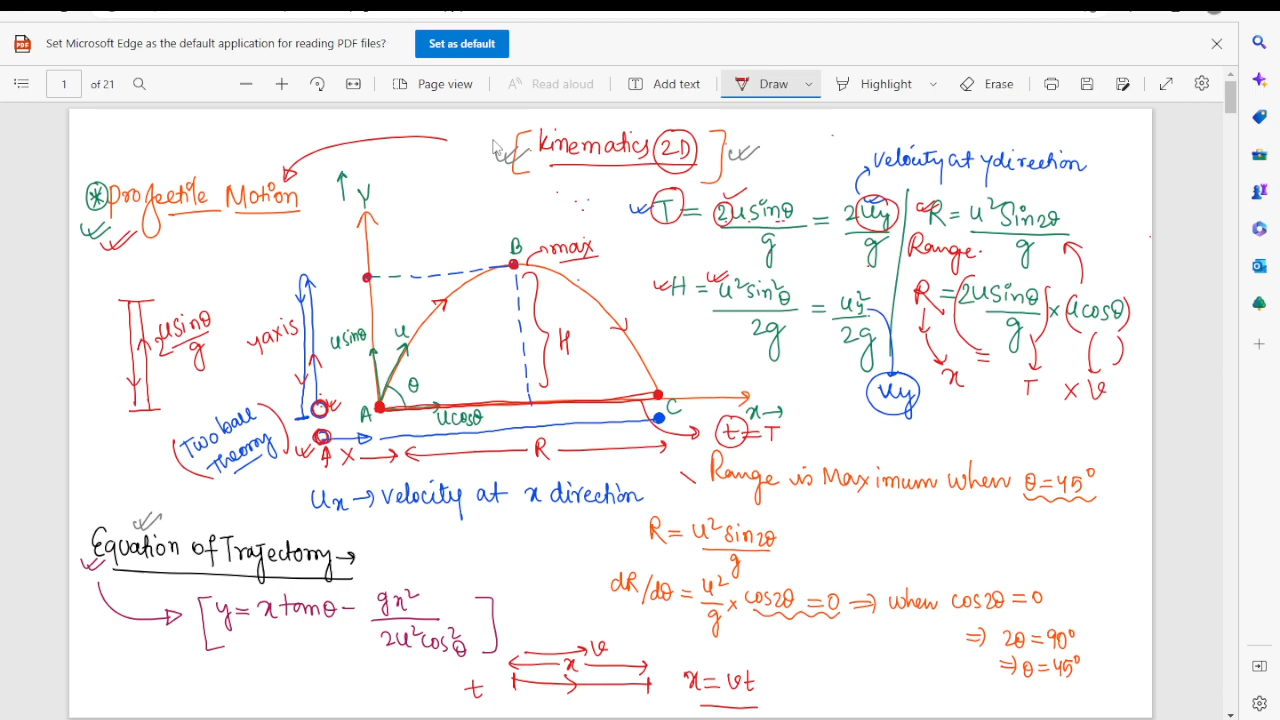 Set Microsoft Edge as the default application for reading PDF files?
Set as default
1 of 21
Page view
Read aloud
Add text
Draw
Highlight
Erase
[Kinematics 2D]
* Projectile Motion
Y
B
max
velocity at y direction
T = 2usinθ/g = 2uy/g
R = u²Sin2θ/g
Range.
H = u²sin²θ/2g = uy²/2g
R = (2usinθ/g) × (ucosθ)
x = T × v ( )
uy
2usinθ/g
y axis
usinθ
u
θ
H
A
ucosθ
C
x →
t = T
(Two ball Theory)
A
X
R
Range is Maximum when θ=45°
ux → velocity at x direction
R = u²sin2θ/g
Equation of Trajectory →
dR/dθ = u²/g × cos2θ = 0 ⇒ when cos2θ = 0
⇒ 2θ = 90°
⇒ θ = 45°
[y = x tanθ − gx²/2u²cos²θ]
v
x
t
x = vt